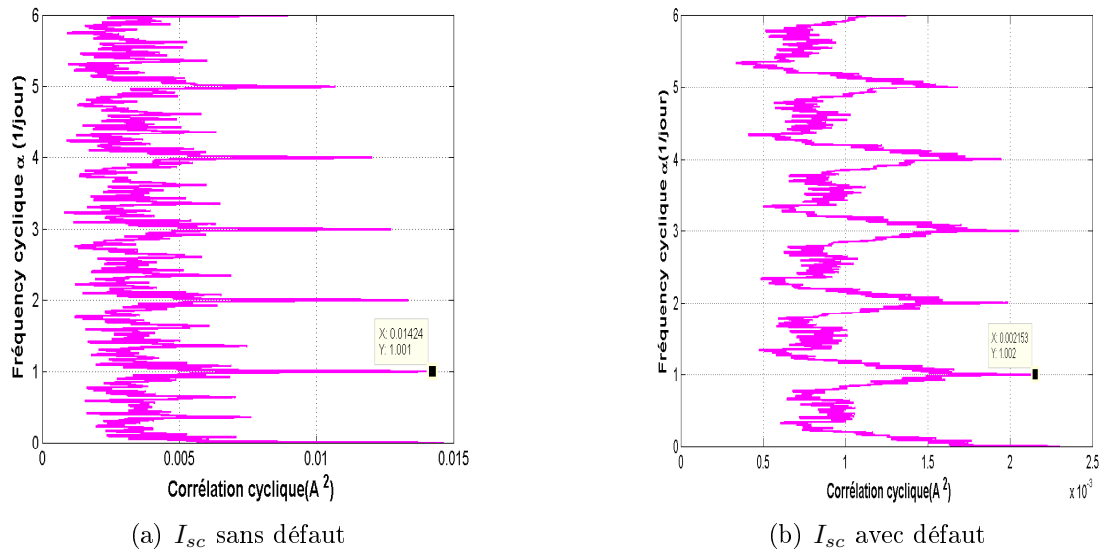 6
5
4
3
2
1
0
Fréquency cyclique α (1/jour)
X: 0.01424
Y: 1.001
0
0.005
0.01
0.015
Corrélation cyclique(A 2)
(a) Isc sans défaut
6
5
4
3
2
1
0
Fréquency cyclique α(1/jour)
X: 0.002153
Y: 1.002
0
0.5
1
1.5
2
2.5
x 10-3
Corrélation cyclique(A2)
(b) Isc avec défaut